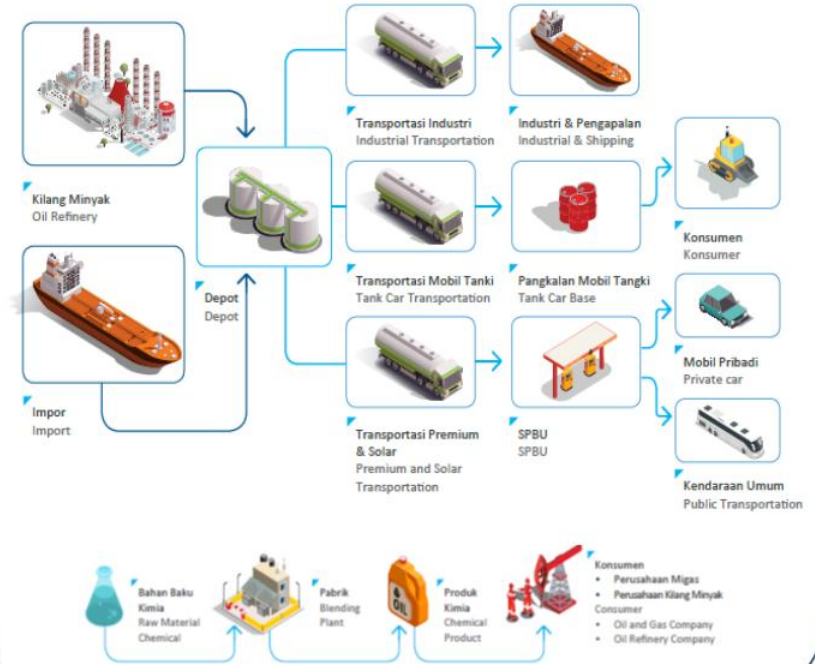 Transportasi Industri
Industrial Transportation
Industri & Pengapalan
Industrial & Shipping
Kilang Minyak
Oil Refinery
Konsumen
Konsumer
Depot
Depot
Transportasi Mobil Tanki
Tank Car Transportation
Pangkalan Mobil Tangki
Tank Car Base
Mobil Pribadi
Private car
Impor
Import
Transportasi Premium
& Solar
Premium and Solar
Transportation
SPBU
SPBU
Kendaraan Umum
Public Transportation
Bahan Baku
Kimia
Raw Material
Chemical
Pabrik
Blending
Plant
OIL
Produk
Kimia
Chemical
Product
Konsumen
• Perusahaan Migas
• Perusahaan Kilang Minyak
Consumer
• Oil and Gas Company
• Oil Refinery Company